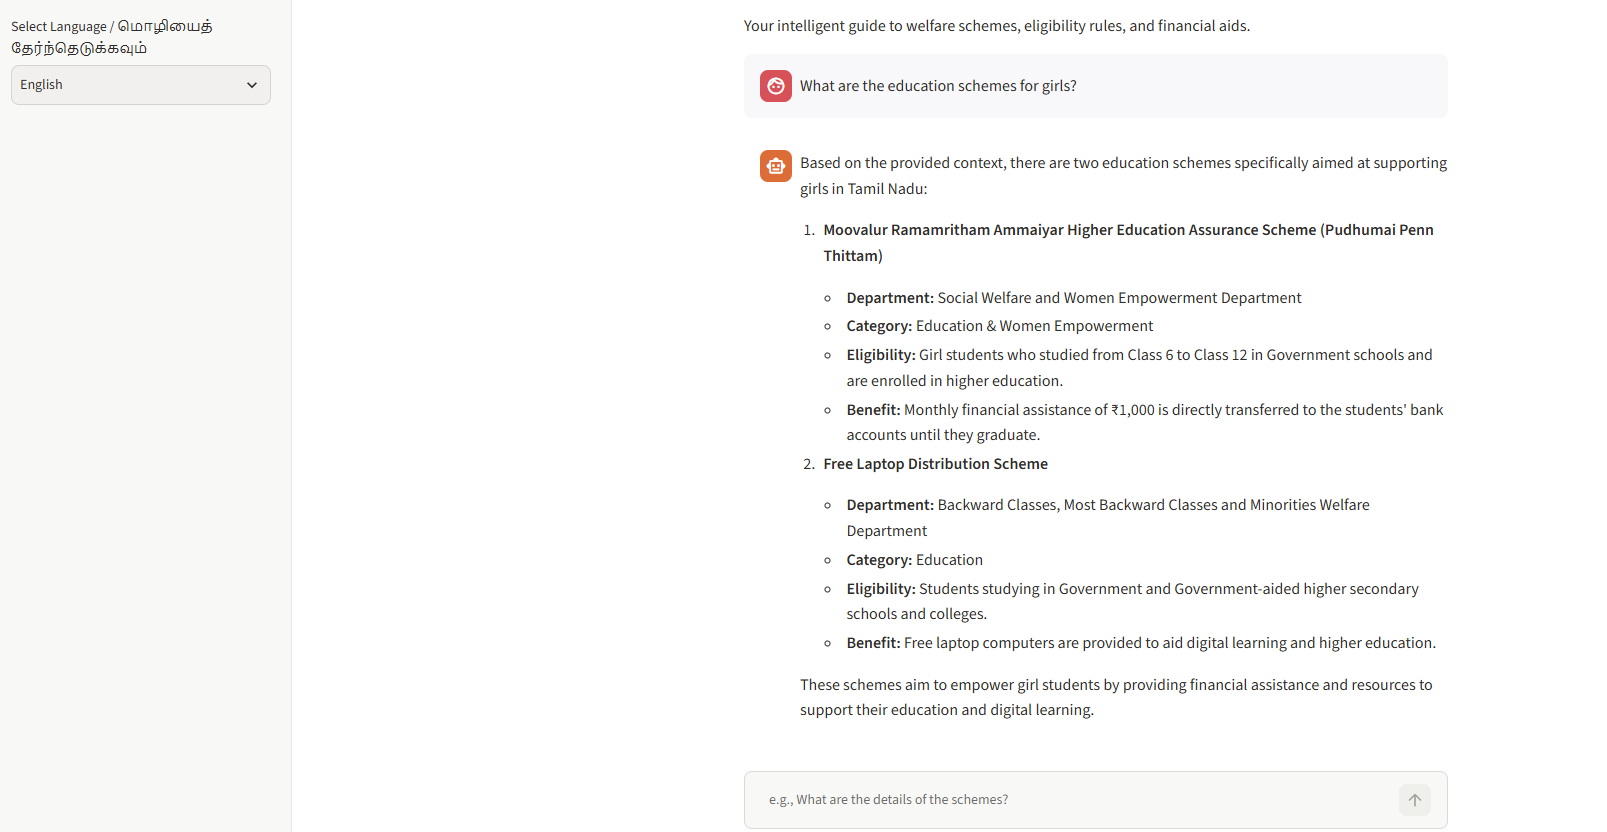 Select Language / மொழியைத்
தேர்ந்தெடுக்கவும்
English
Your intelligent guide to welfare schemes, eligibility rules, and financial aids.
What are the education schemes for girls?
Based on the provided context, there are two education schemes specifically aimed at supporting
girls in Tamil Nadu:
1. Moovalur Ramamritham Ammaiyar Higher Education Assurance Scheme (Pudhumai Penn
Thittam)
Department: Social Welfare and Women Empowerment Department
Category: Education & Women Empowerment
Eligibility: Girl students who studied from Class 6 to Class 12 in Government schools and
are enrolled in higher education.
Benefit: Monthly financial assistance of ₹1,000 is directly transferred to the students' bank
accounts until they graduate.
2. Free Laptop Distribution Scheme
Department: Backward Classes, Most Backward Classes and Minorities Welfare
Department
Category: Education
Eligibility: Students studying in Government and Government-aided higher secondary
schools and colleges.
Benefit: Free laptop computers are provided to aid digital learning and higher education.
These schemes aim to empower girl students by providing financial assistance and resources to
support their education and digital learning.
e.g., What are the details of the schemes?